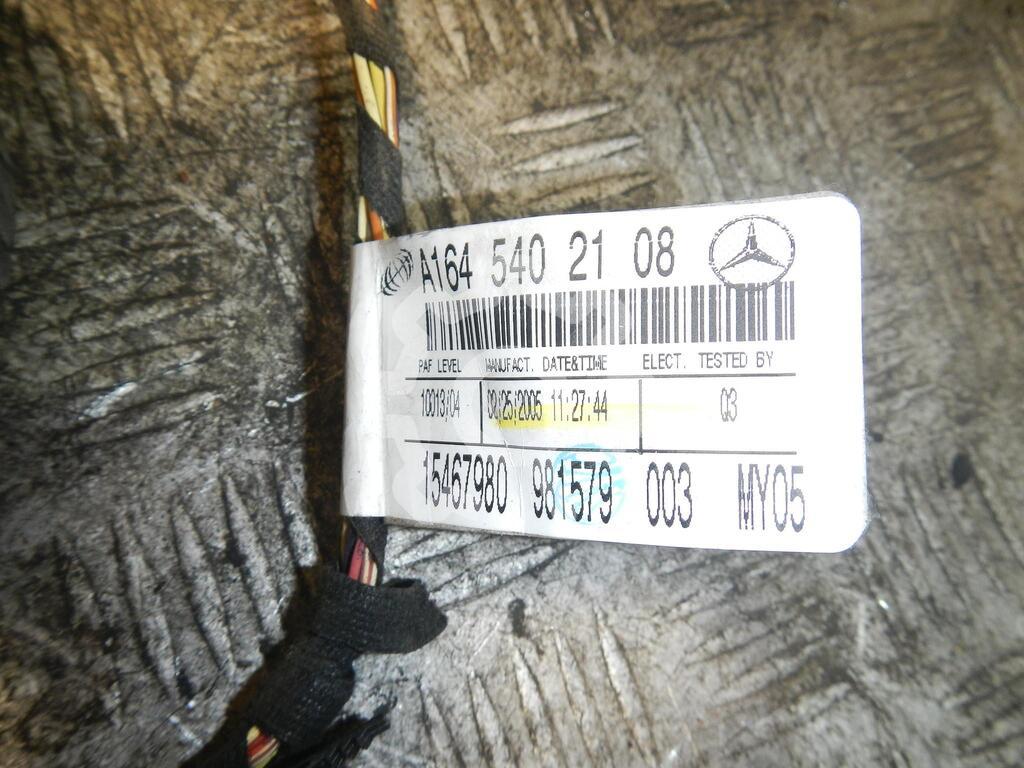 A164 540 21 08
PAF LEVEL MANUFACT. DATE&TIME ELECT. TESTED BY
10013/04 08/25/2005 11:27:44 03
15467980 981579 003 MY05